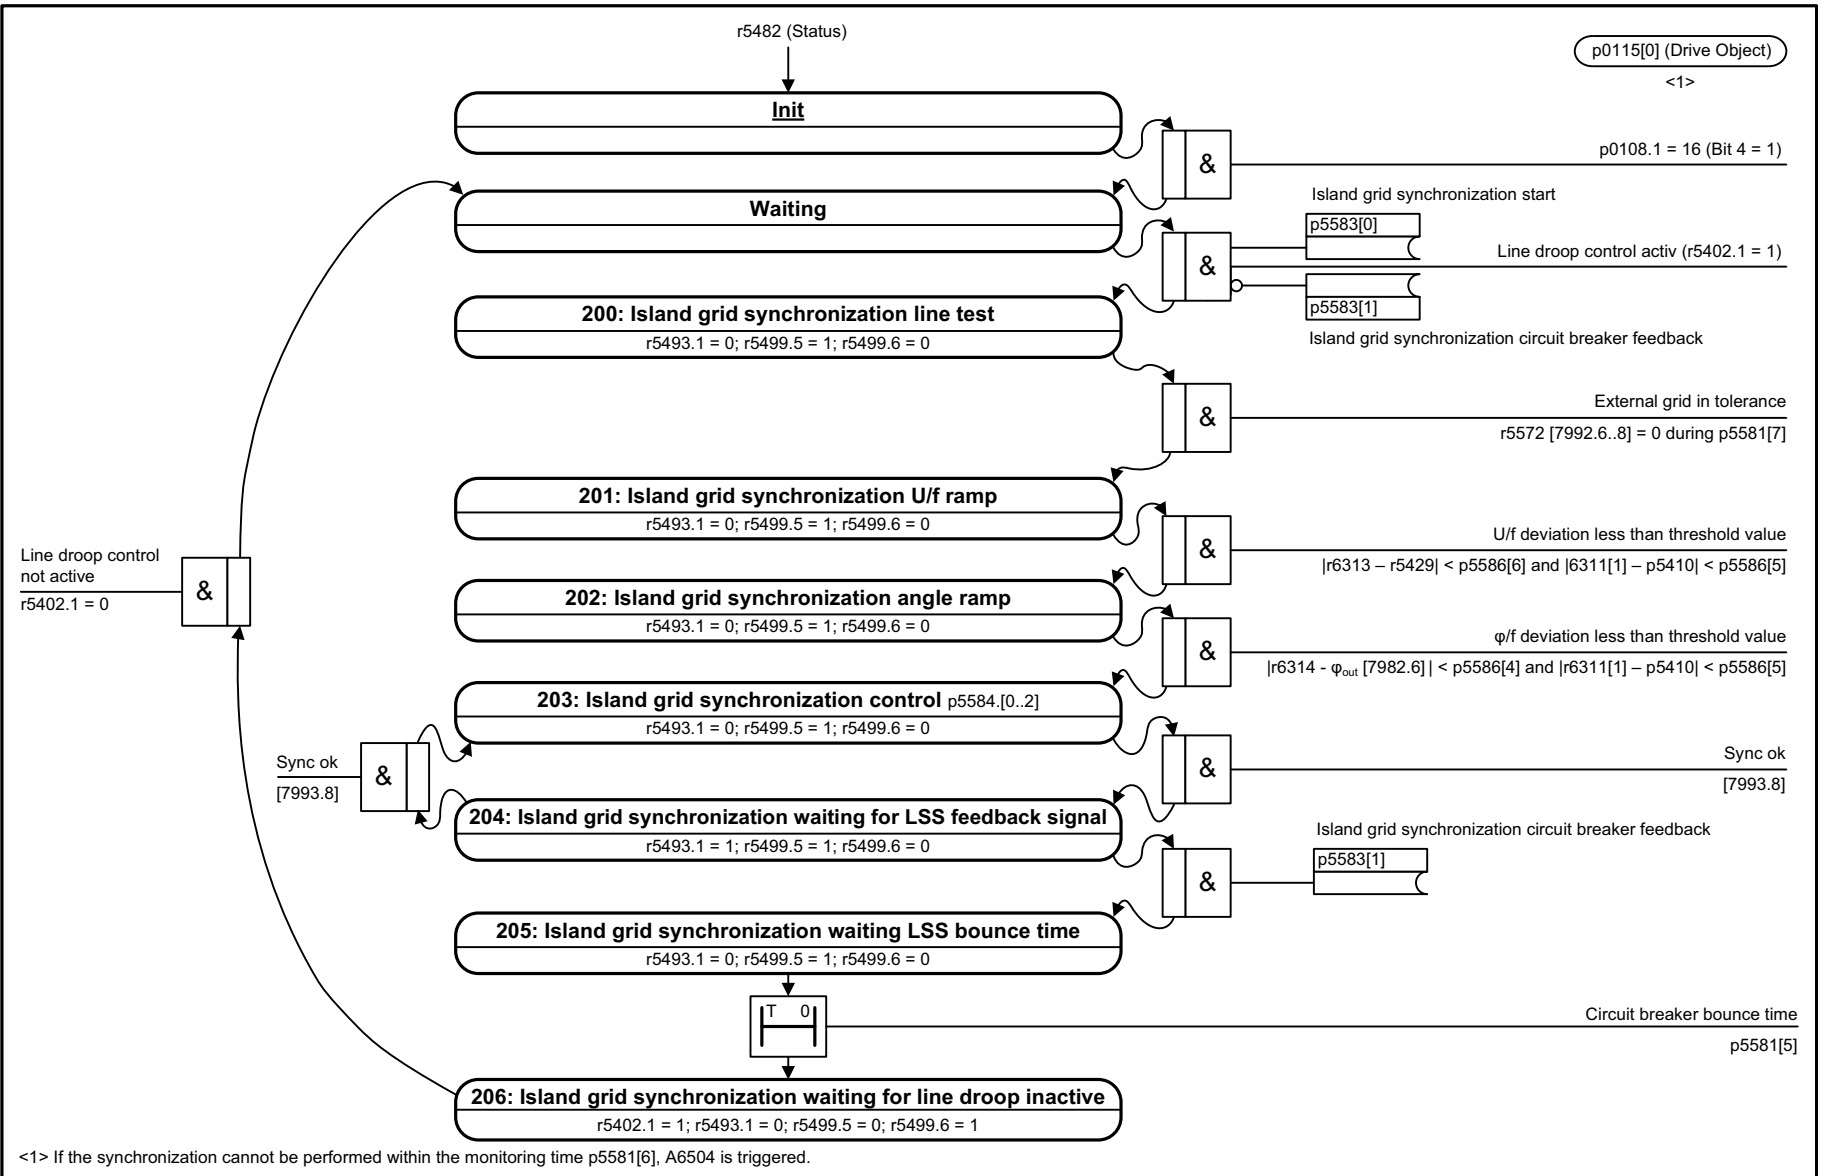 r5482 (Status)
p0115[0] (Drive Object)
<1>
Init
&
p0108.1 = 16 (Bit 4 = 1)
Waiting
Island grid synchronization start
p5583[0]
&
Line droop control activ (r5402.1 = 1)
p5583[1]
Island grid synchronization circuit breaker feedback
200: Island grid synchronization line test
r5493.1 = 0; r5499.5 = 1; r5499.6 = 0
&
External grid in tolerance
r5572 [7992.6..8] = 0 during p5581[7]
201: Island grid synchronization U/f ramp
r5493.1 = 0; r5499.5 = 1; r5499.6 = 0
&
U/f deviation less than threshold value
|r6313 – r5429| < p5586[6] and |6311[1] – p5410| < p5586[5]
Line droop control
not active
r5402.1 = 0
&
202: Island grid synchronization angle ramp
r5493.1 = 0; r5499.5 = 1; r5499.6 = 0
&
φ/f deviation less than threshold value
|r6314 - φout [7982.6] | < p5586[4] and |r6311[1] – p5410| < p5586[5]
203: Island grid synchronization control p5584.[0..2]
r5493.1 = 0; r5499.5 = 1; r5499.6 = 0
Sync ok
[7993.8]
&
&
Sync ok
[7993.8]
204: Island grid synchronization waiting for LSS feedback signal
r5493.1 = 1; r5499.5 = 1; r5499.6 = 0
Island grid synchronization circuit breaker feedback
p5583[1]
&
205: Island grid synchronization waiting LSS bounce time
r5493.1 = 0; r5499.5 = 1; r5499.6 = 0
T 0
Circuit breaker bounce time
p5581[5]
206: Island grid synchronization waiting for line droop inactive
r5402.1 = 1; r5493.1 = 0; r5499.5 = 0; r5499.6 = 1
<1> If the synchronization cannot be performed within the monitoring time p5581[6], A6504 is triggered.